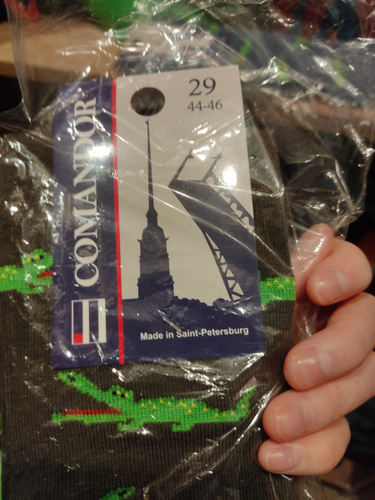 COMANDOR
29
44-46
Made in Saint-Petersburg